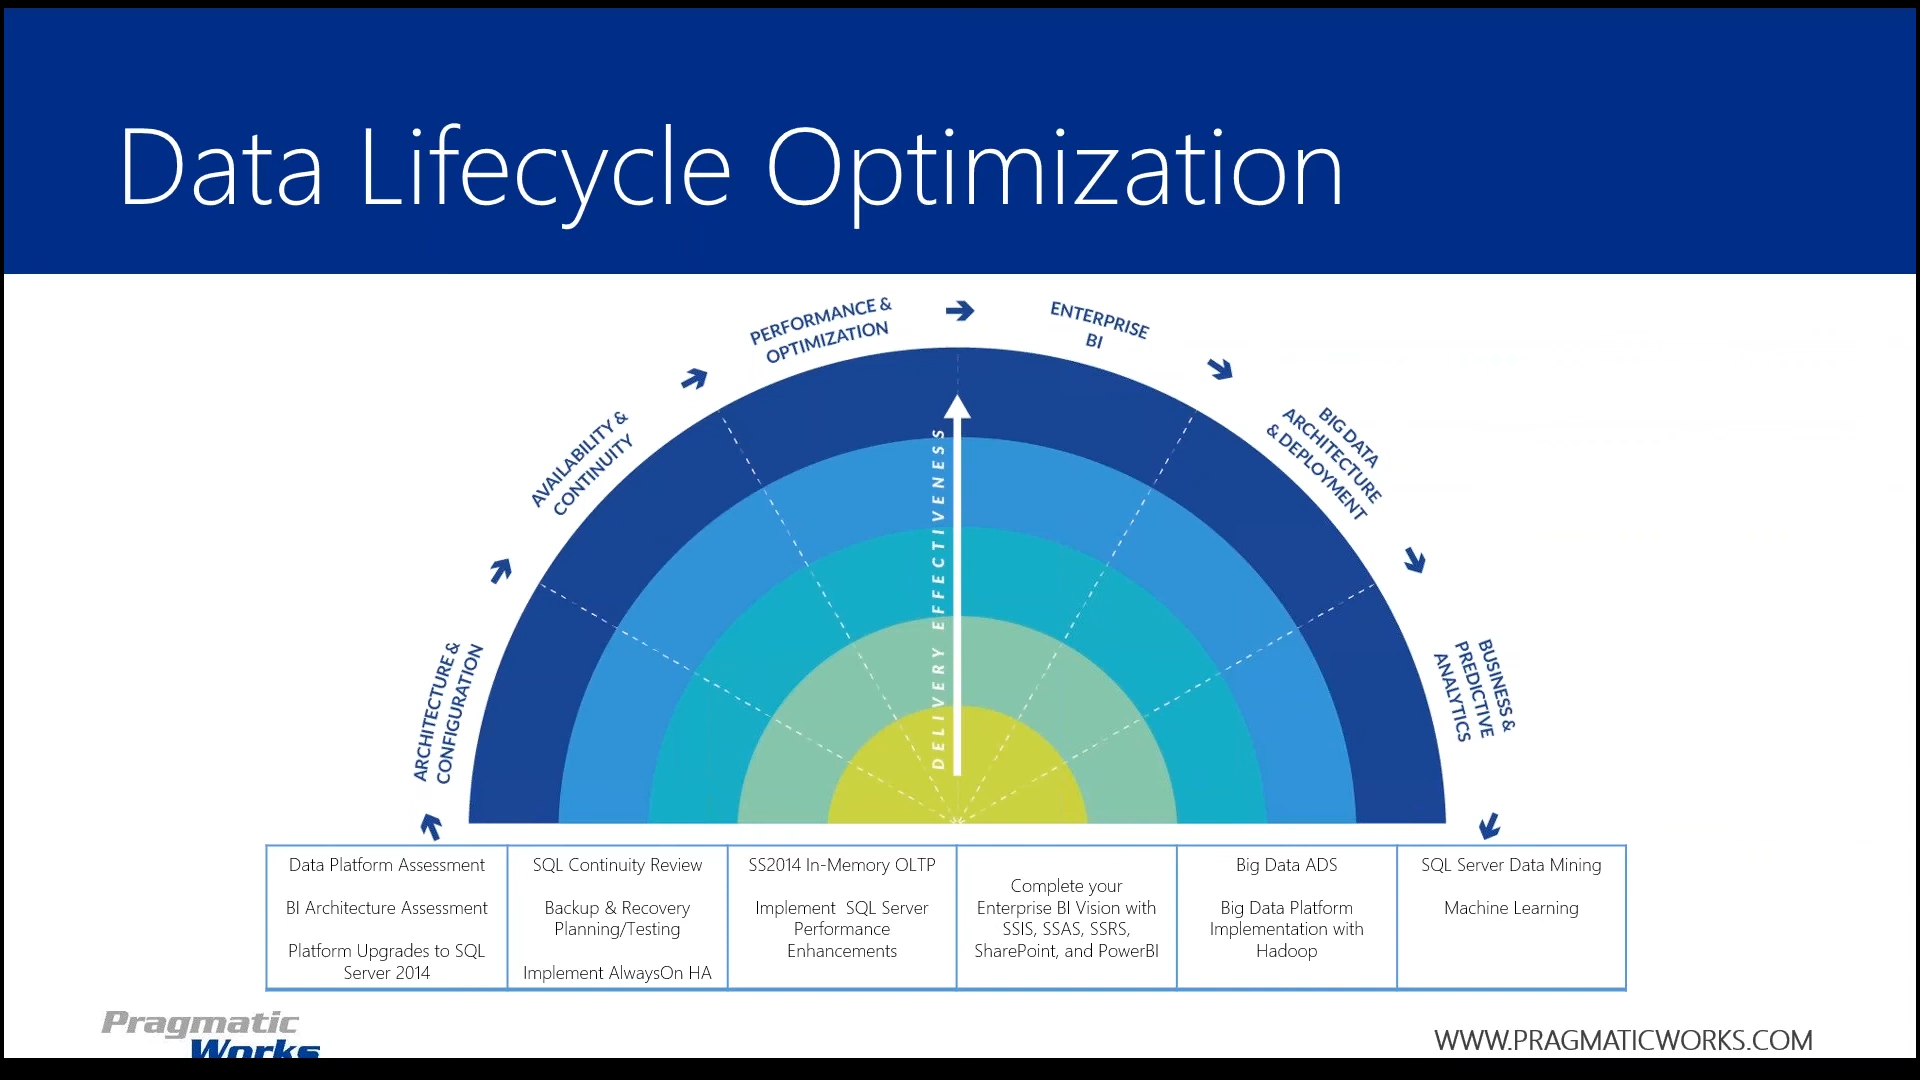 Data Lifecycle Optimization
PERFORMANCE &
OPTIMIZATION
ENTERPRISE
BI
AVAILABILITY &
CONTINUITY
BIG DATA
ARCHITECTURE
& DEPLOYMENT
ARCHITECTURE &
CONFIGURATION
BUSINESS &
PREDICTIVE
ANALYTICS
DELIVERY EFFECTIVENESS
Data Platform Assessment
BI Architecture Assessment
Platform Upgrades to SQL
Server 2014
SQL Continuity Review
Backup & Recovery
Planning/Testing
Implement AlwaysOn HA
SS2014 In-Memory OLTP
Implement  SQL Server
Performance
Enhancements
Complete your
Enterprise BI Vision with
SSIS, SSAS, SSRS,
SharePoint, and PowerBI
Big Data ADS
Big Data Platform
Implementation with
Hadoop
SQL Server Data Mining
Machine Learning
Pragmatic
Works
WWW.PRAGMATICWORKS.COM